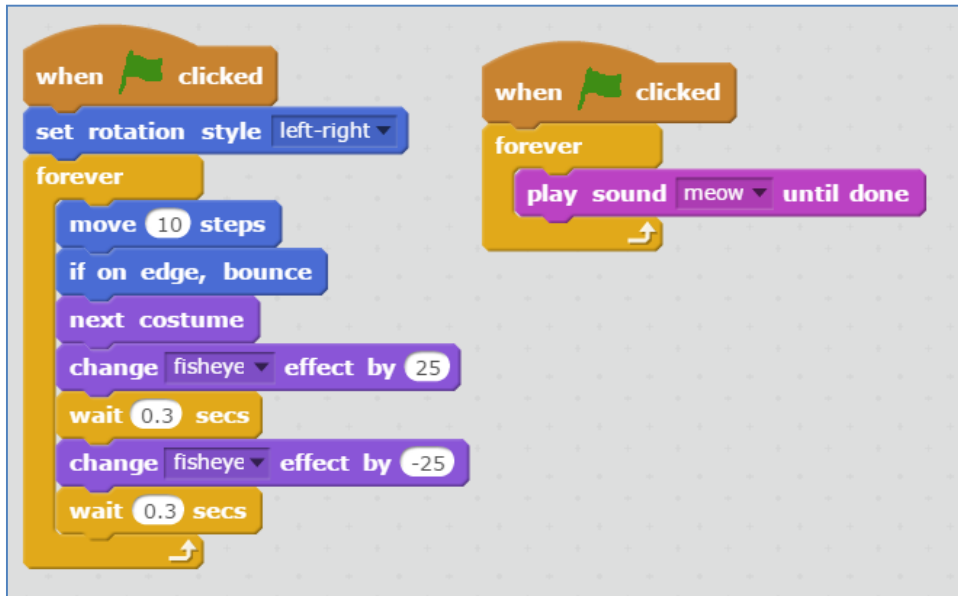 when clicked
set rotation style left-right
forever
move 10 steps
if on edge, bounce
next costume
change fisheye effect by 25
wait 0.3 secs
change fisheye effect by -25
wait 0.3 secs
when clicked
forever
play sound meow until done